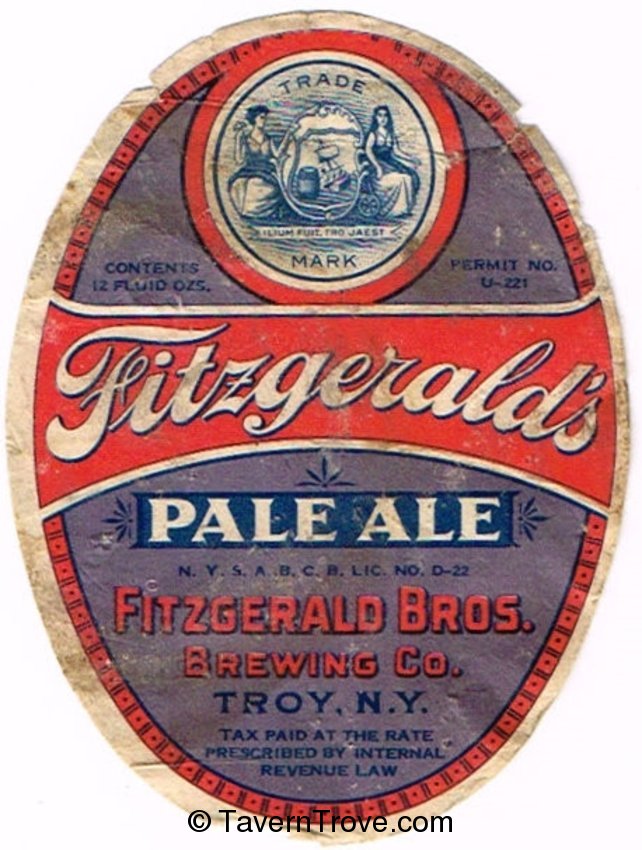 TRADE
ILIUM FUIT, TROJA EST
MARK
CONTENTS
12 FLUID OZS.
PERMIT NO.
U-221
Fitzgerald's
PALE ALE
N. Y. S. A. B. C. B. LIC. NO. D-22
FITZGERALD BROS.
BREWING CO.
TROY, N.Y.
TAX PAID AT THE RATE
PRESCRIBED BY INTERNAL
REVENUE LAW
© TavernTrove.com